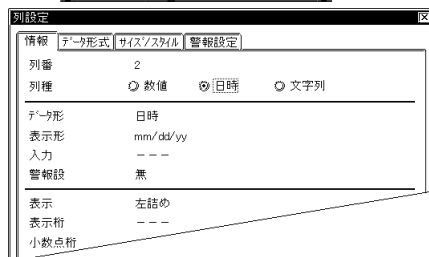 列設定
情報 ﾃﾞｰﾀ形式 ｻｲｽﾞ/ｽﾀｲﾙ 警報設定
列番 2
列種 数値 日時 文字列
ﾃﾞｰﾀ形 日時
表示形 mm/dd/yy
入力 ---
警報設 無
表示 左詰め
表示桁 ---
小数点桁